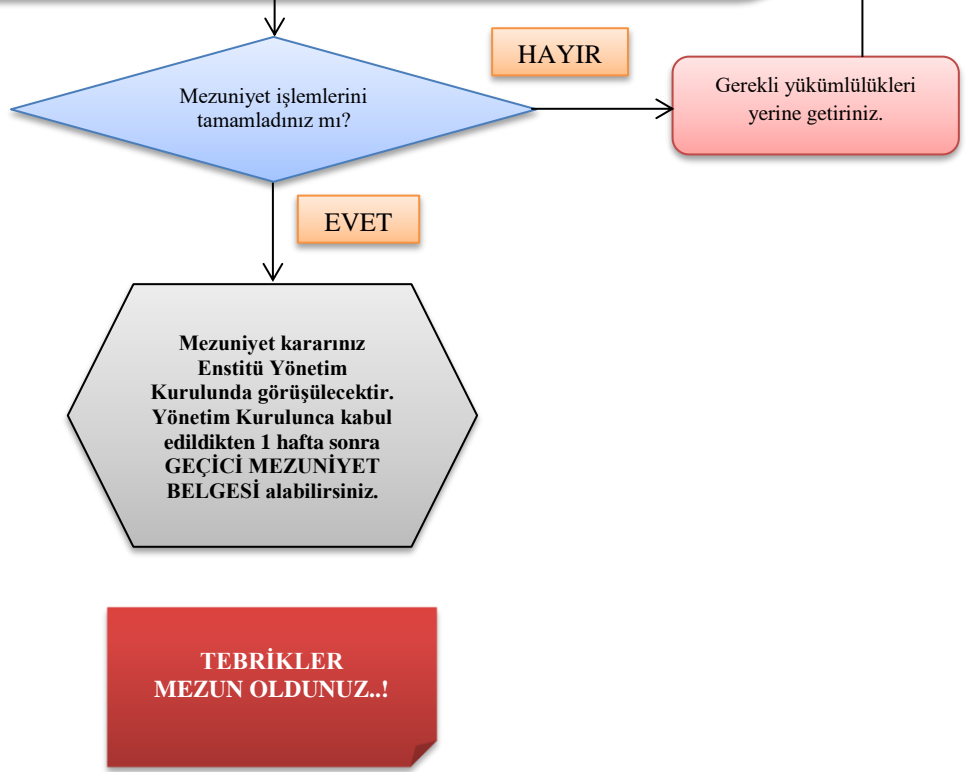 HAYIR
Mezuniyet işlemlerini
tamamladınız mı?
Gerekli yükümlülükleri
yerine getiriniz.
EVET
Mezuniyet kararınız
Enstitü Yönetim
Kurulunda görüşülecektir.
Yönetim Kurulunca kabul
edildikten 1 hafta sonra
GEÇİCİ MEZUNİYET
BELGESİ alabilirsiniz.
TEBRİKLER
MEZUN OLDUNUZ..!